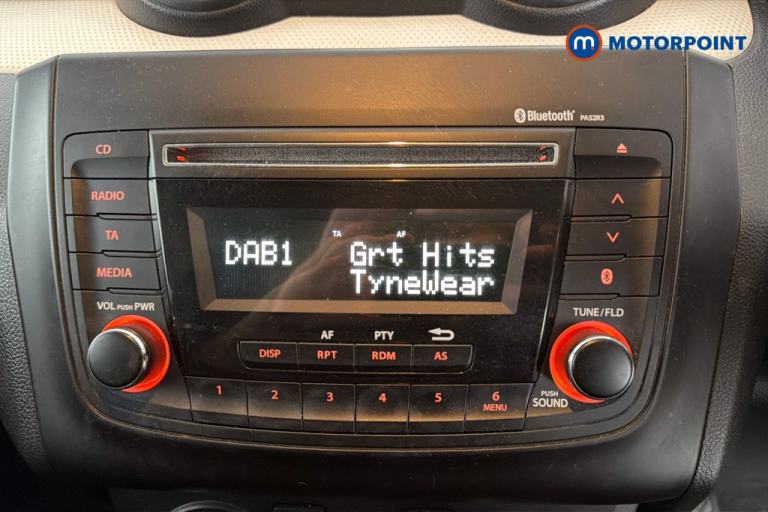 m MOTORPOINT
Bluetooth® PA52R3
CD
RADIO
TA
MEDIA
TA AF
DAB1 Grt Hits
TyneWear
VOL PUSH PWR
TUNE/FLD
AF PTY
DISP RPT RDM AS
1 2 3 4 5 6
MENU
PUSH
SOUND